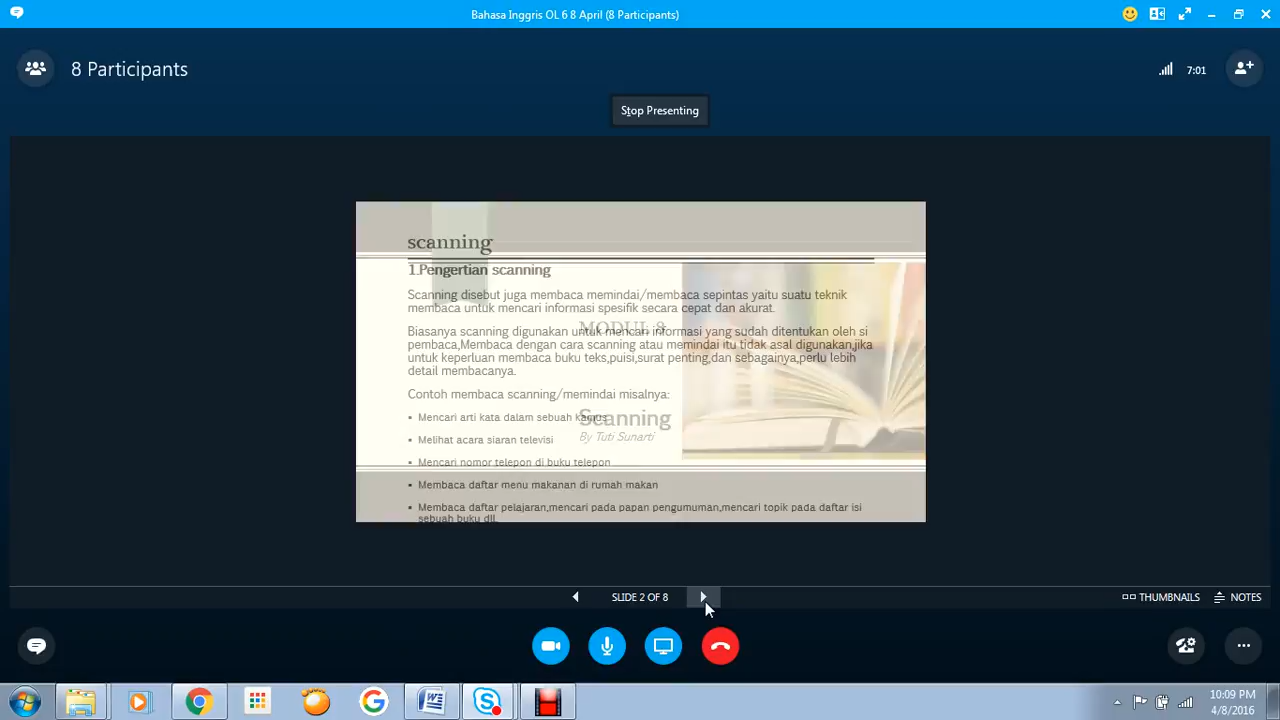 Bahasa Inggris OL 6 8 April (8 Participants)
8 Participants
7:01
Stop Presenting
scanning
1.Pengertian scanning
Scanning disebut juga membaca memindai/membaca sepintas yaitu suatu teknik
membaca untuk mencari informasi spesifik secara cepat dan akurat.
MODUL 8
Biasanya scanning digunakan untuk mencari informasi yang sudah ditentukan oleh si
pembaca,Membaca dengan cara scanning atau memindai itu tidak asal digunakan,jika
untuk keperluan membaca buku teks,puisi,surat penting,dan sebagainya,perlu lebih
detail membacanya.
Contoh membaca scanning/memindai misalnya:
▪ Mencari arti kata dalam sebuah kamus
Scanning
By Tuti Sunarti
▪ Melihat acara siaran televisi
▪ Mencari nomor telepon di buku telepon
▪ Membaca daftar menu makanan di rumah makan
▪ Membaca daftar pelajaran,mencari pada papan pengumuman,mencari topik pada daftar isi
sebuah buku dll.
SLIDE 2 OF 8
THUMBNAILS
NOTES
10:09 PM
4/8/2016